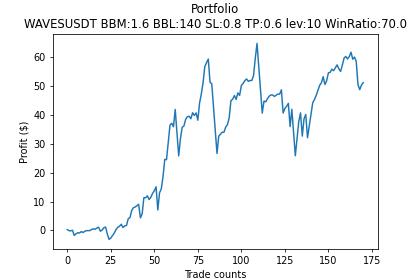 Portfolio
WAVESUSDT BBM:1.6 BBL:140 SL:0.8 TP:0.6 lev:10 WinRatio:70.0
Profit ($)
60
50
40
30
20
10
0
0 25 50 75 100 125 150 175
Trade counts